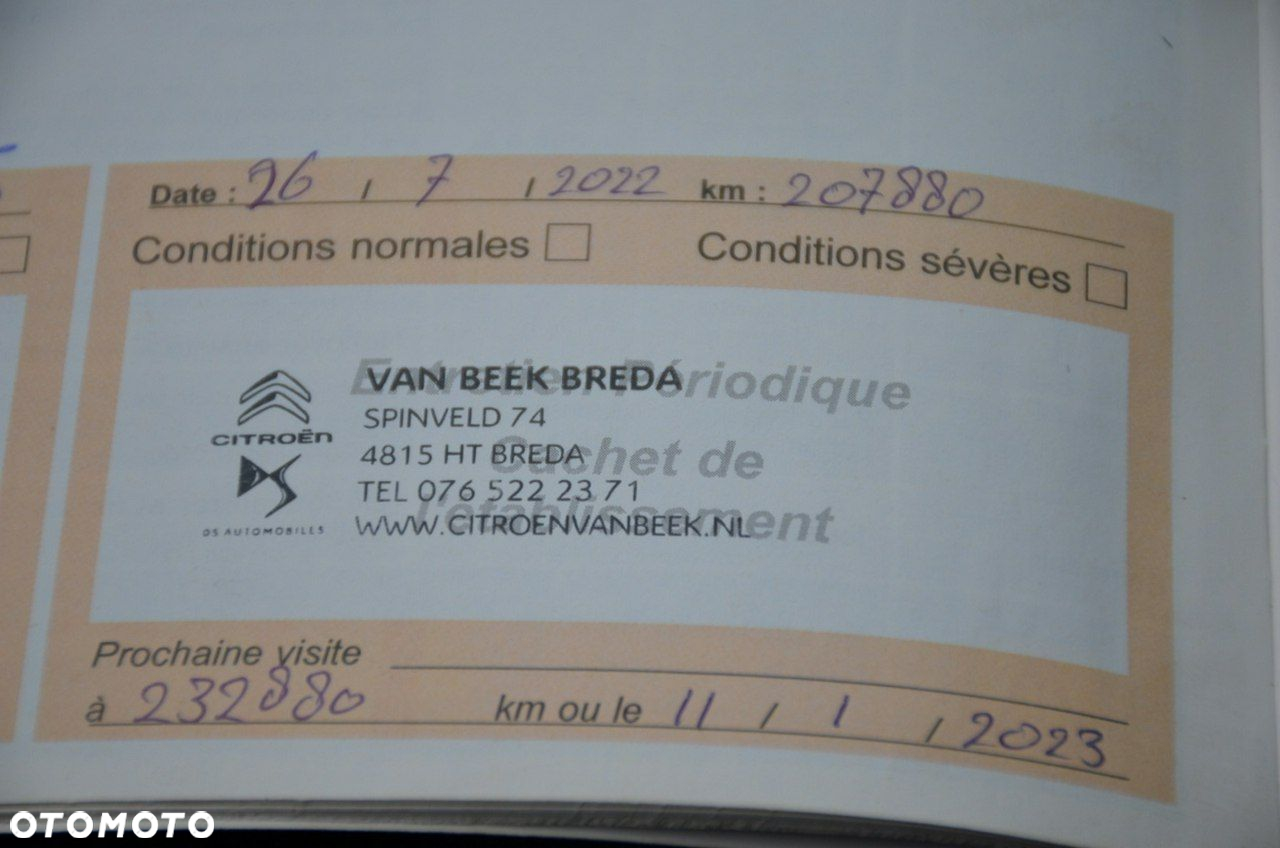 Date : 26 / 7 / 2022 km : 207880
Conditions normales Conditions sévères
Entretien Périodique
Cachet de
l'établissement
VAN BEEK BREDA
SPINVELD 74
4815 HT BREDA
TEL 076 522 23 71
WWW.CITROENVANBEEK.NL
CITROËN
DS AUTOMOBILES
Prochaine visite
à 232880 km ou le 11 / 1 / 2023
OTOMOTO